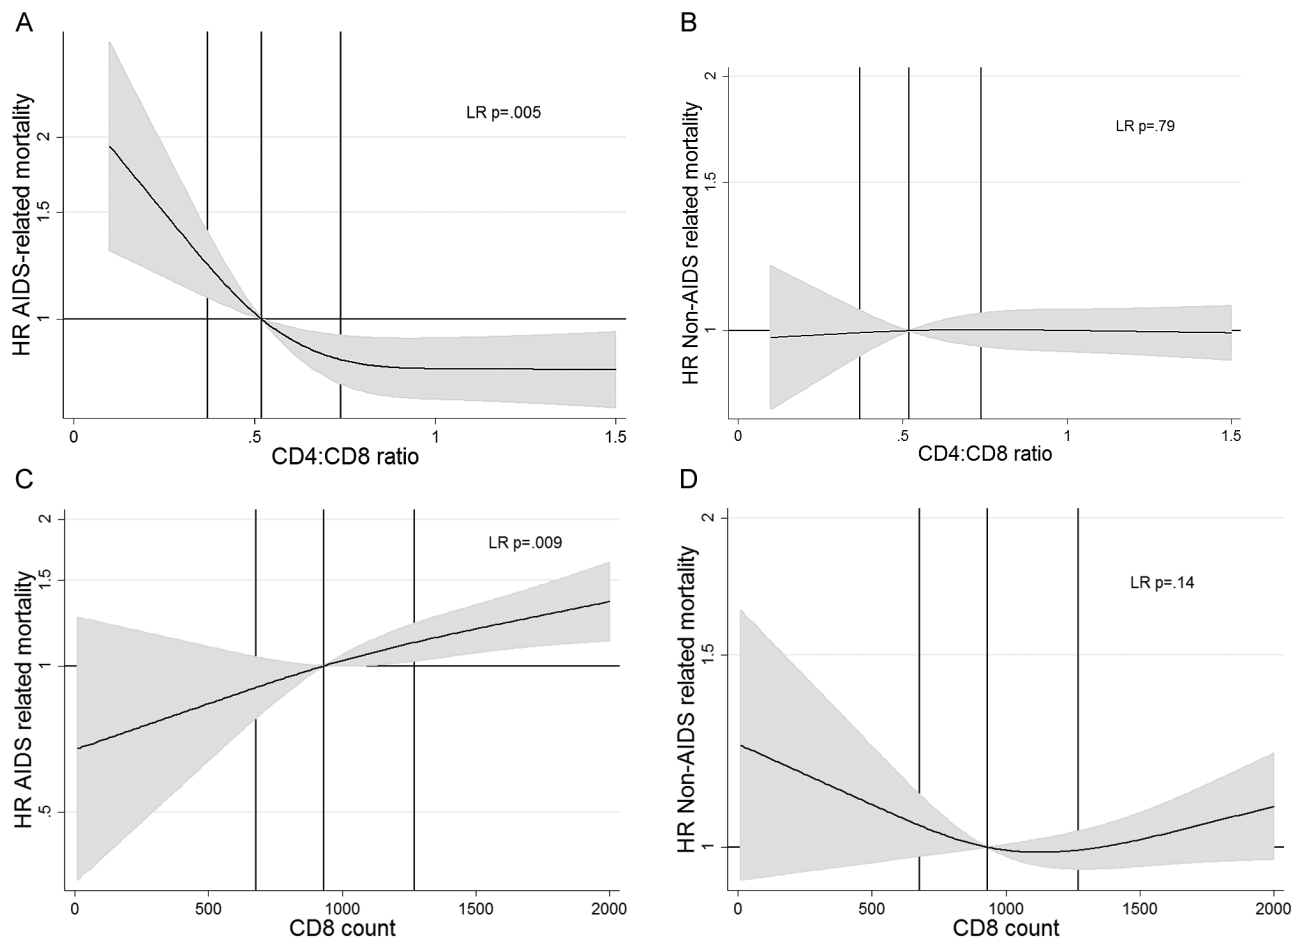 A
HR AIDS-related mortality
2
1.5
1
LR p=.005
0
.5
1
1.5
CD4:CD8 ratio
B
HR Non-AIDS related mortality
2
1.5
1
LR p=.79
0
.5
1
1.5
CD4:CD8 ratio
C
HR AIDS related mortality
2
1.5
1
.5
LR p=.009
0
500
1000
1500
2000
CD8 count
D
HR Non-AIDS related mortality
2
1.5
1
LR p=.14
0
500
1000
1500
2000
CD8 count